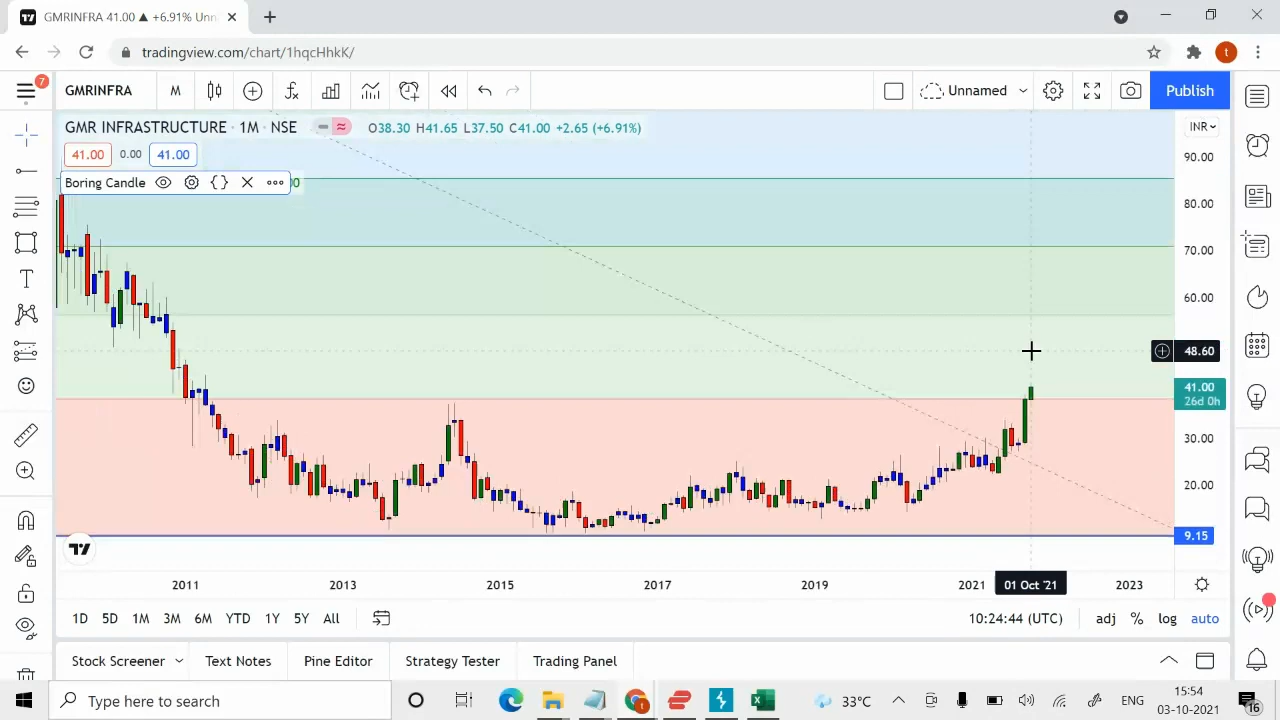 GMRINFRA 41.00 ▲ +6.91% Unn
tradingview.com/chart/1hqcHhkK/
t
7
GMRINFRA
M
Unnamed
Publish
GMR INFRASTRUCTURE · 1M · NSE
O38.30 H41.65 L37.50 C41.00 +2.65 (+6.91%)
INR
41.00 0.00 41.00
Boring Candle
90.00
80.00
70.00
60.00
48.60
41.00
26d 0h
30.00
20.00
9.15
2011 2013 2015 2017 2019 2021 01 Oct '21 2023
1D 5D 1M 3M 6M YTD 1Y 5Y All
10:24:44 (UTC)
adj % log auto
Stock Screener
Text Notes
Pine Editor
Strategy Tester
Trading Panel
Type here to search
33°C
ENG
15:54
03-10-2021
16